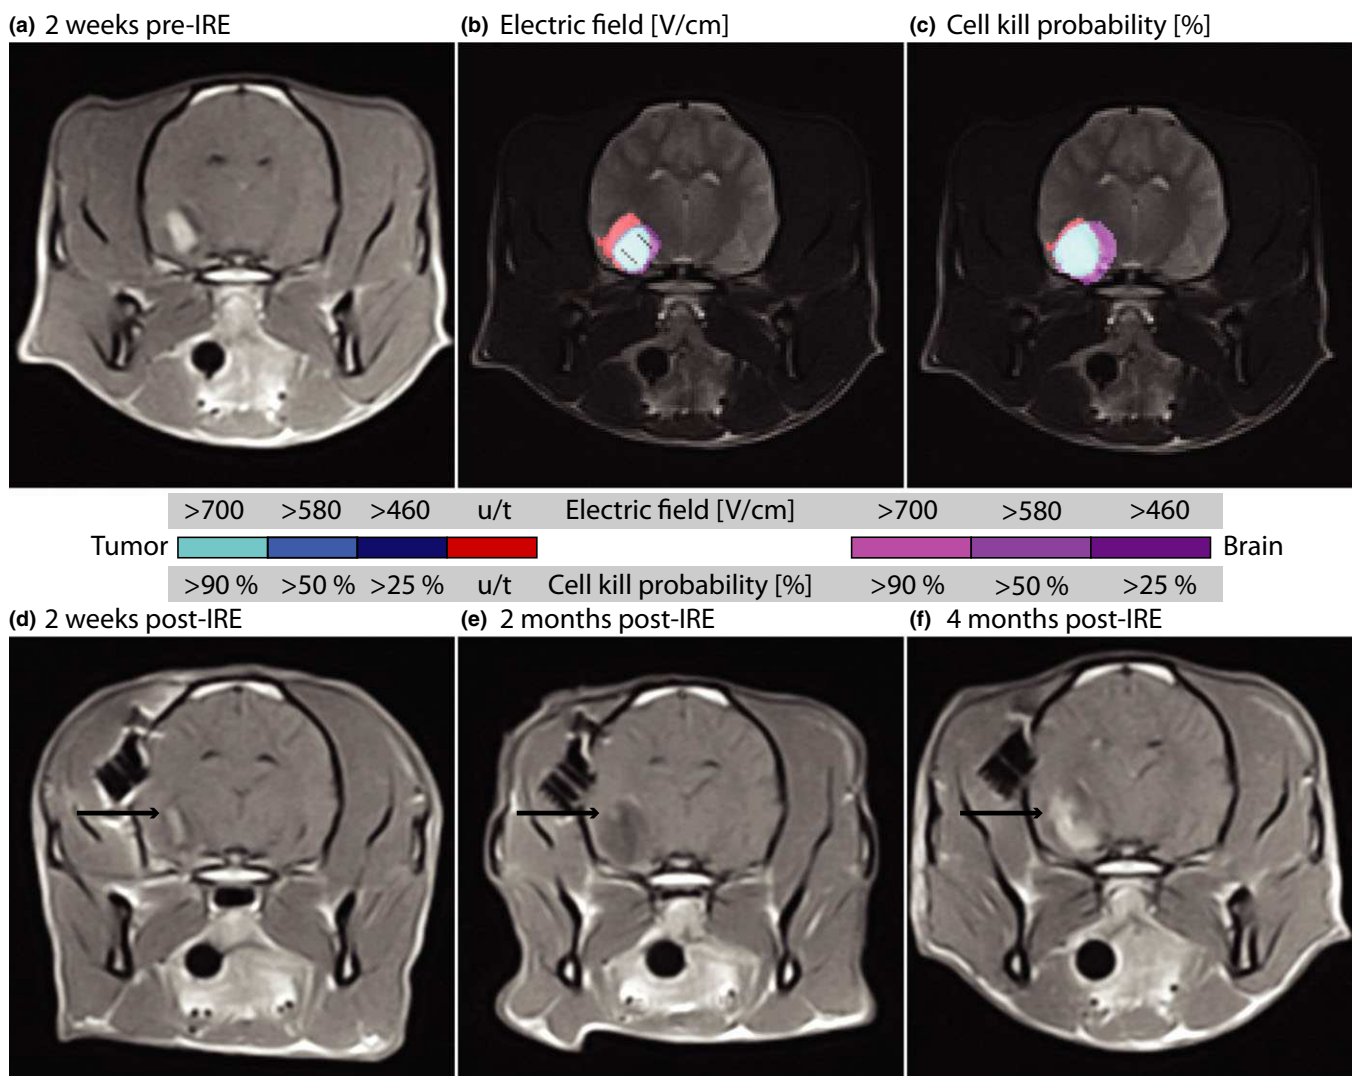 (a) 2 weeks pre-IRE
(b) Electric field [V/cm]
(c) Cell kill probability [%]
>700 >580 >460 u/t Electric field [V/cm] >700 >580 >460
Tumor Brain
>90 % >50 % >25 % u/t Cell kill probability [%] >90 % >50 % >25 %
(d) 2 weeks post-IRE
(e) 2 months post-IRE
(f) 4 months post-IRE